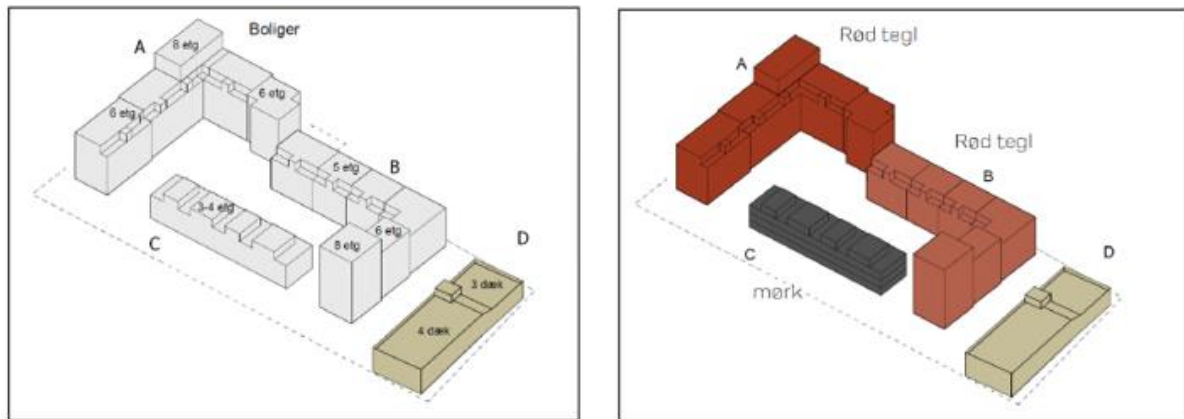 Boliger
A
8 etg
6 etg
6 etg
5 etg
B
3-4 etg
C
8 etg
6 etg
D
3 dæk
4 dæk
Rød tegl
A
Rød tegl
B
C
mørk
D